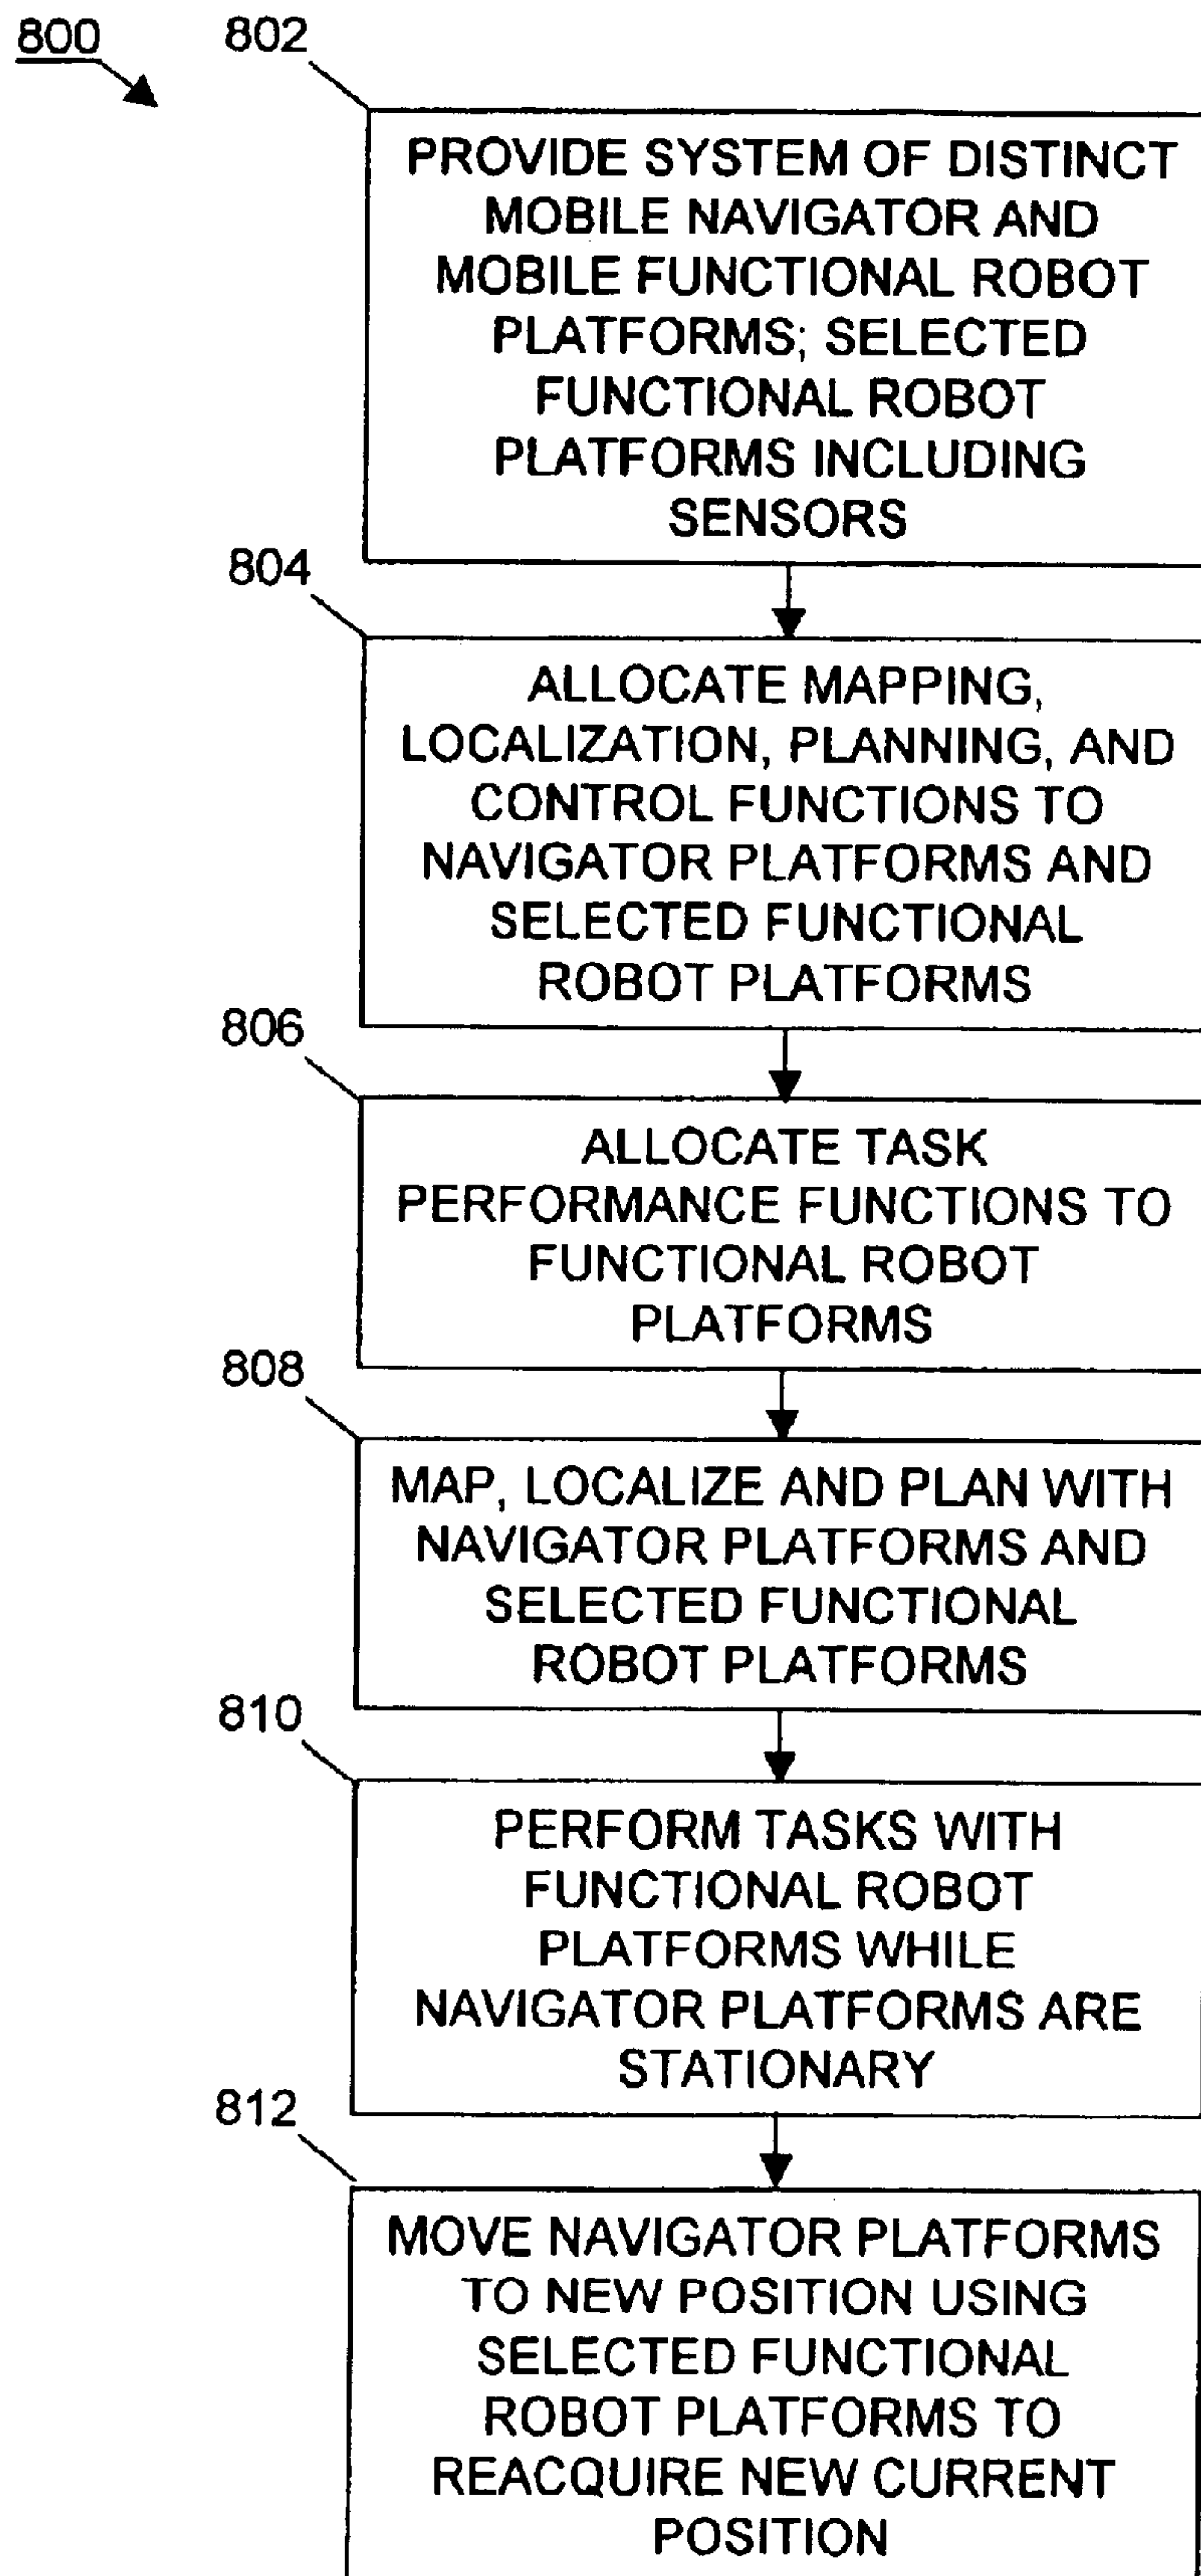 800
802
PROVIDE SYSTEM OF DISTINCT
MOBILE NAVIGATOR AND
MOBILE FUNCTIONAL ROBOT
PLATFORMS; SELECTED
FUNCTIONAL ROBOT
PLATFORMS INCLUDING
SENSORS
804
ALLOCATE MAPPING,
LOCALIZATION, PLANNING, AND
CONTROL FUNCTIONS TO
NAVIGATOR PLATFORMS AND
SELECTED FUNCTIONAL
ROBOT PLATFORMS
806
ALLOCATE TASK
PERFORMANCE FUNCTIONS TO
FUNCTIONAL ROBOT
PLATFORMS
808
MAP, LOCALIZE AND PLAN WITH
NAVIGATOR PLATFORMS AND
SELECTED FUNCTIONAL
ROBOT PLATFORMS
810
PERFORM TASKS WITH
FUNCTIONAL ROBOT
PLATFORMS WHILE
NAVIGATOR PLATFORMS ARE
STATIONARY
812
MOVE NAVIGATOR PLATFORMS
TO NEW POSITION USING
SELECTED FUNCTIONAL
ROBOT PLATFORMS TO
REACQUIRE NEW CURRENT
POSITION